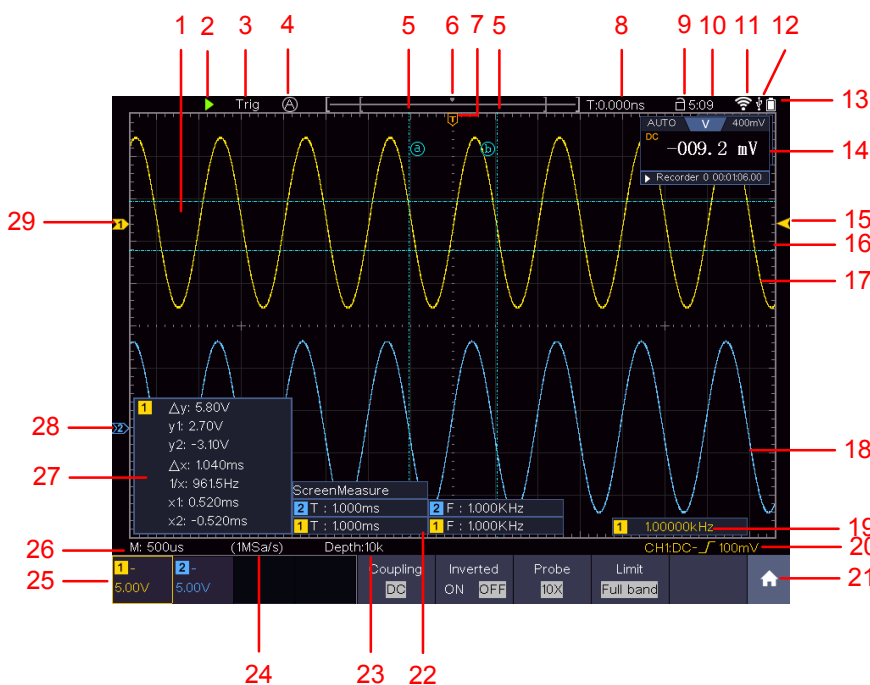 1 2 3 4 5 6 7 5 8 9 10 11 12
Trig A T:0.000ns 5:09 13
T
a b
AUTO V 400mV
DC
-009.2 mV 14
Recorder 0 00:01:06.00
29 1 15
16
17
28 2
1 Δy: 5.80V
y1: 2.70V
y2: -3.10V
27 Δx: 1.040ms
1/x: 961.5Hz
x1: 0.520ms
x2: -0.520ms
18
ScreenMeasure
2 T : 1.000ms 2 F : 1.000KHz
1 T : 1.000ms 1 F : 1.000KHz
1 1.00000kHz 19
26 M: 500us (1MSa/s) Depth:10k CH1:DC- 100mV 20
25 1 - 2 -
5.00V 5.00V
Coupling Inverted Probe Limit
DC ON OFF 10X Full band
21
24 23 22